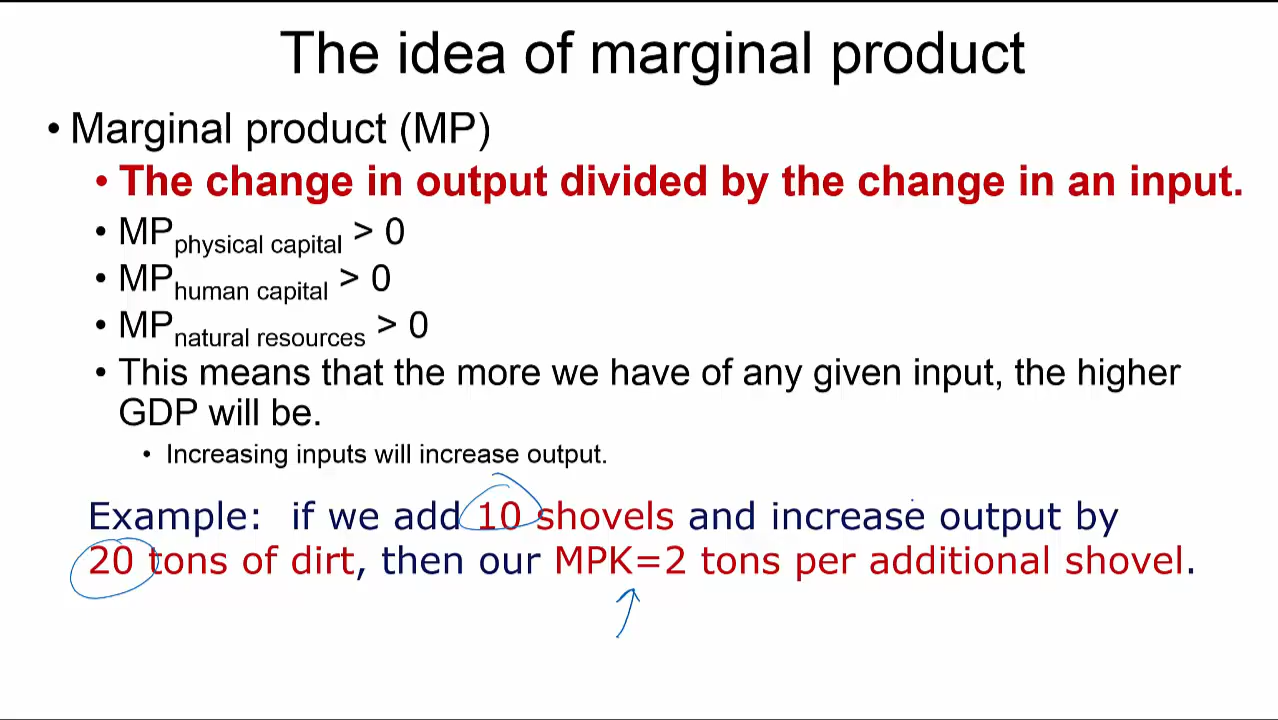 The idea of marginal product
• Marginal product (MP)
• The change in output divided by the change in an input.
• MP physical capital > 0
• MP human capital > 0
• MP natural resources > 0
• This means that the more we have of any given input, the higher
GDP will be.
• Increasing inputs will increase output.
Example: if we add 10 shovels and increase output by
20 tons of dirt, then our MPK=2 tons per additional shovel.